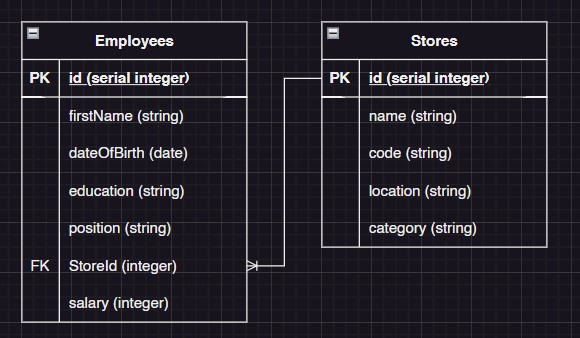 Employees
PK id (serial integer)
firstName (string)
dateOfBirth (date)
education (string)
position (string)
FK StoreId (integer)
salary (integer)
Stores
PK id (serial integer)
name (string)
code (string)
location (string)
category (string)